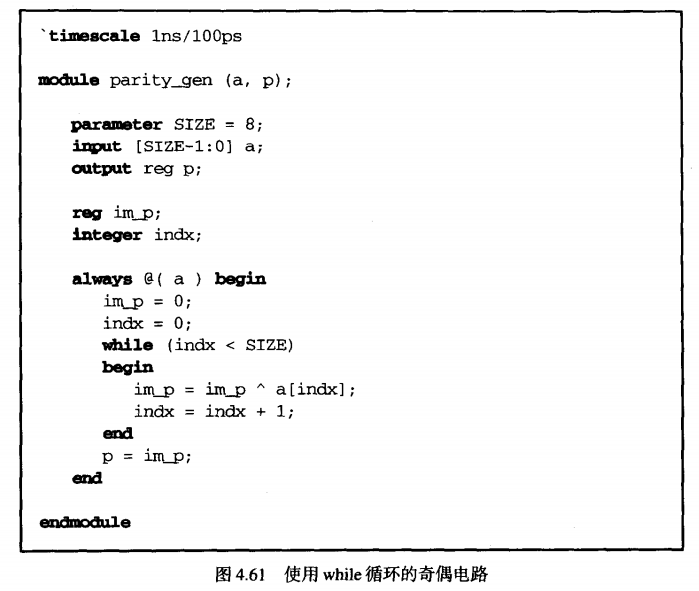 `timescale 1ns/100ps
module parity_gen (a, p);
parameter SIZE = 8;
input [SIZE-1:0] a;
output reg p;
reg im_p;
integer indx;
always @( a ) begin
im_p = 0;
indx = 0;
while (indx < SIZE)
begin
im_p = im_p ^ a[indx];
indx = indx + 1;
end
p = im_p;
end
endmodule
图 4.61 使用 while 循环的奇偶电路